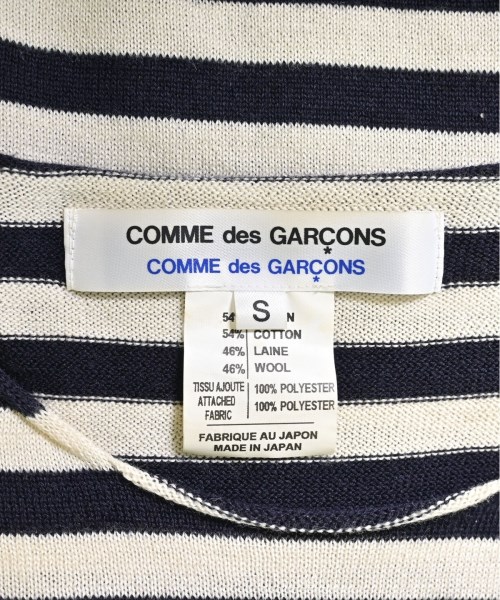 COMME des GARÇONS
*
COMME des GARÇONS
*
S
54 N
54% COTTON
46% LAINE
46% WOOL
TISSU AJOUTE 100% POLYESTER
ATTACHED FABRIC 100% POLYESTER
FABRIQUE AU JAPON
MADE IN JAPAN